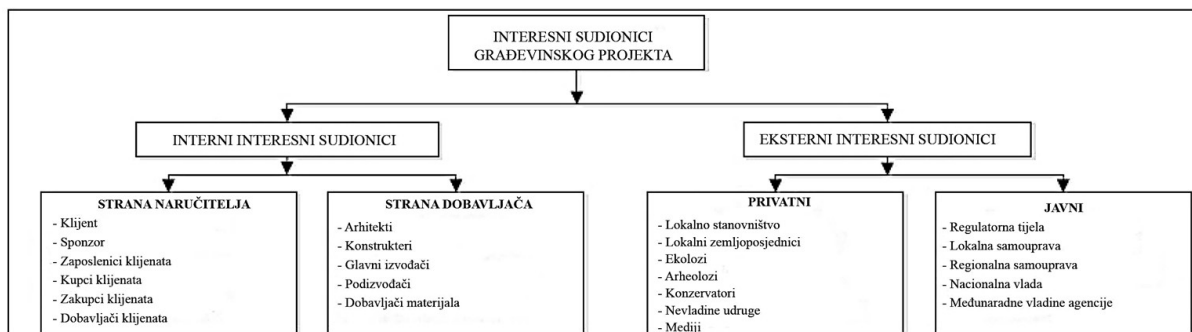 INTERESNI SUDIONICI
GRAĐEVINSKOG PROJEKTA
INTERNI INTERESNI SUDIONICI
EKSTERNI INTERESNI SUDIONICI
STRANA NARUČITELJA
- Klijent
- Sponzor
- Zaposlenici klijenata
- Kupci klijenata
- Zakupci klijenata
- Dobavljači klijenata
STRANA DOBAVLJAČA
- Arhitekti
- Konstrukteri
- Glavni izvođači
- Podizvođači
- Dobavljači materijala
PRIVATNI
- Lokalno stanovništvo
- Lokalni zemljoposjednici
- Ekolozi
- Arheolozi
- Konzervatori
- Nevladine udruge
- Mediji
JAVNI
- Regulatorna tijela
- Lokalna samouprava
- Regionalna samouprava
- Nacionalna vlada
- Međunaradne vladine agencije